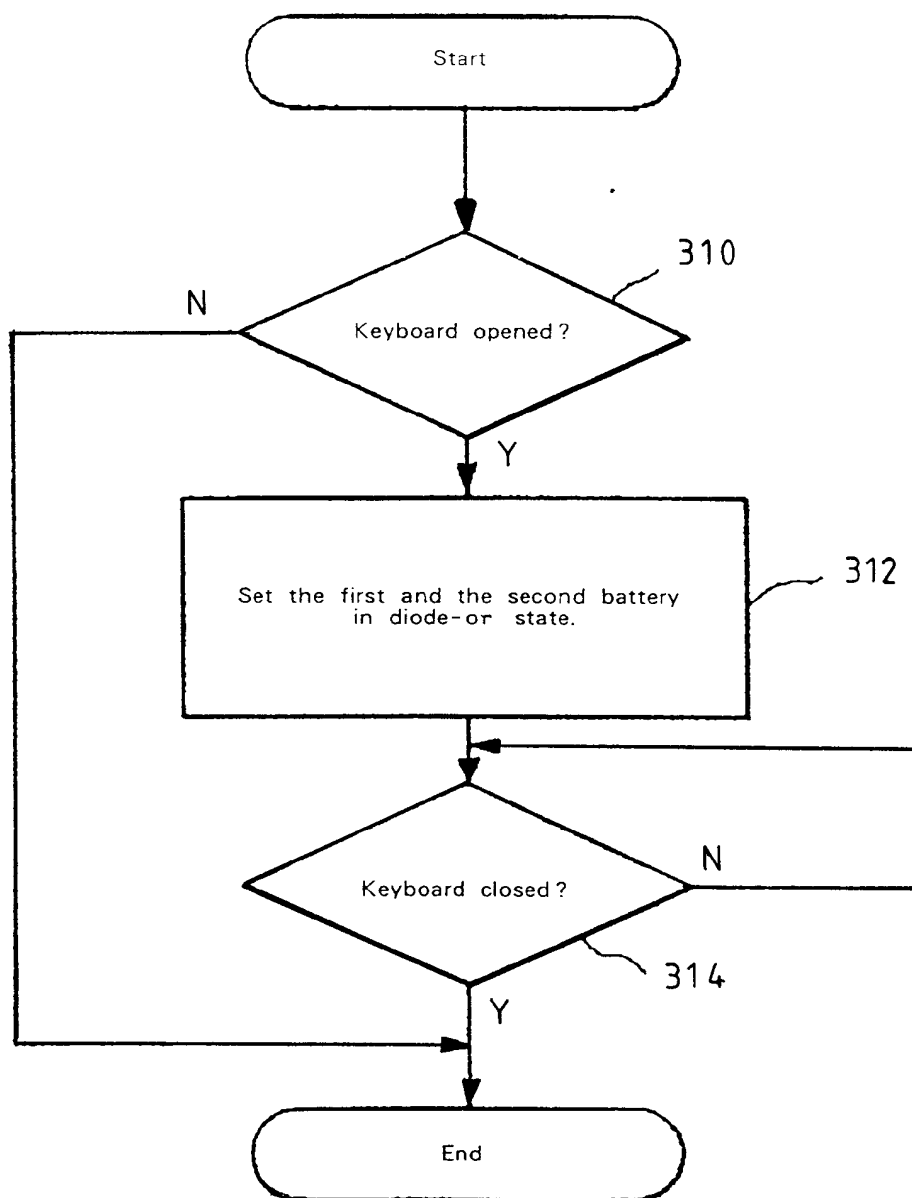 Start
310
N
Keyboard opened?
Y
Set the first and the second battery
in diode-or state.
312
N
Keyboard closed?
314
Y
End